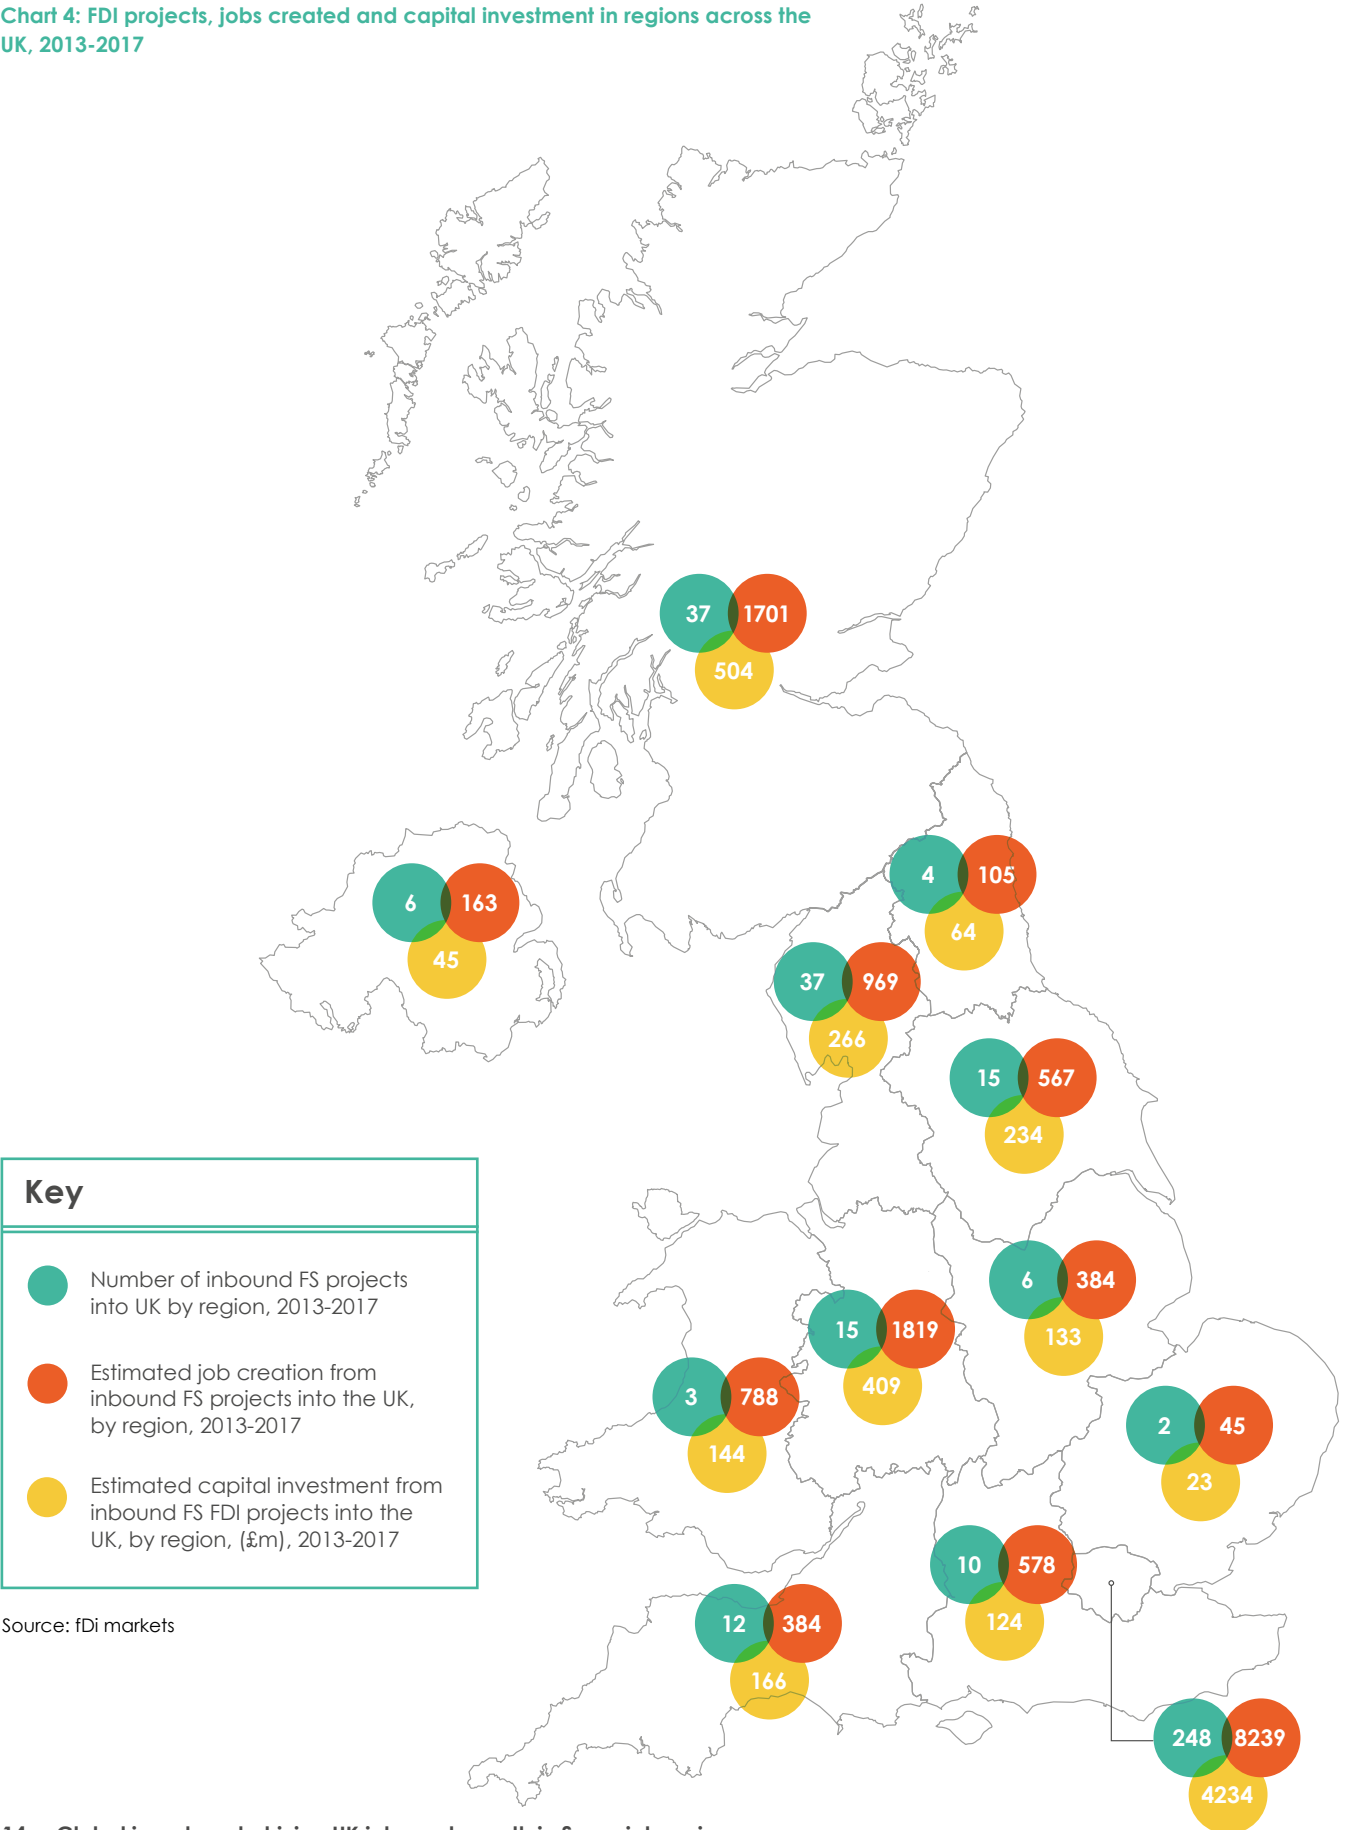 Chart 4: FDI projects, jobs created and capital investment in regions across the
UK, 2013-2017
37 1701
504
4 105
64
6 163
45
37 969
266
15 567
234
Key
Number of inbound FS projects
into UK by region, 2013-2017
Estimated job creation from
inbound FS projects into the UK,
by region, 2013-2017
Estimated capital investment from
inbound FS FDI projects into the
UK, by region, (£m), 2013-2017
Source: fDi markets
6 384
133
15 1819
409
3 788
144
2 45
23
10 578
124
12 384
166
248 8239
4234